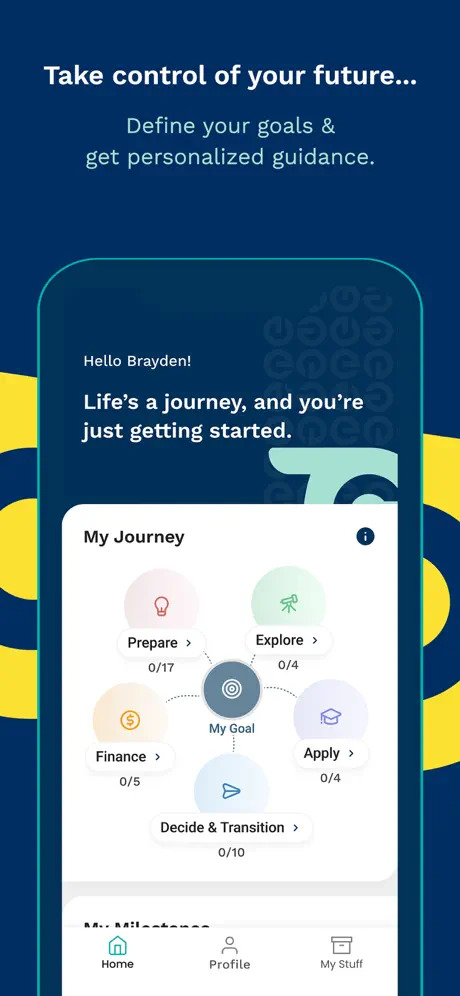 Take control of your future...
Define your goals &
get personalized guidance.
Hello Brayden!
Life’s a journey, and you’re
just getting started.
My Journey
Prepare >
0/17
Explore >
0/4
My Goal
Finance >
0/5
Apply >
0/4
Decide & Transition >
0/10
My Milestones
Home
Profile
My Stuff